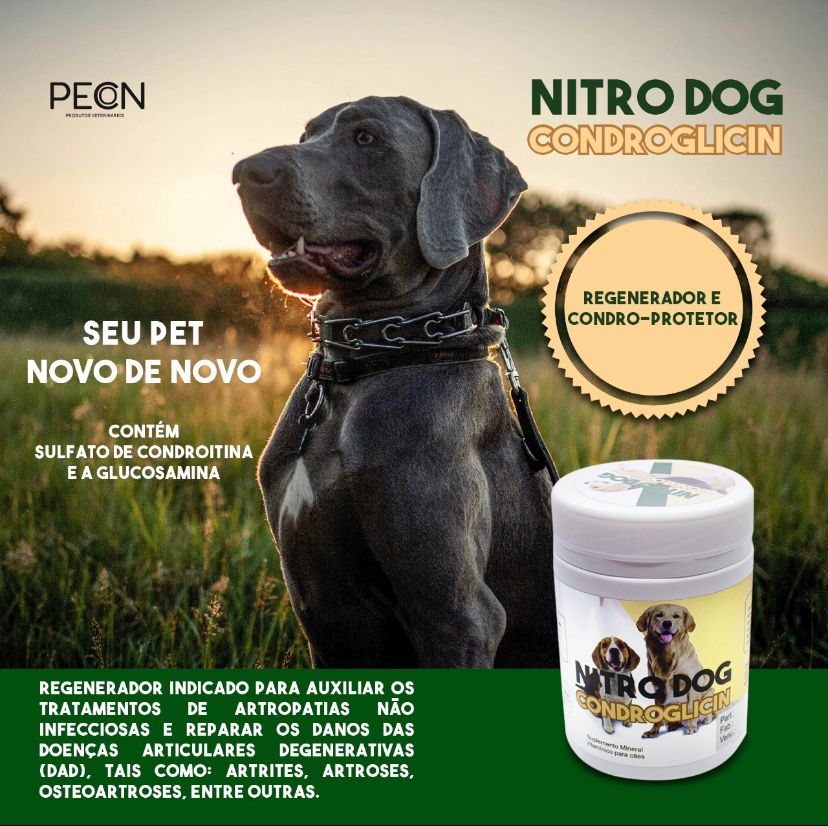 PECON
PRODUTOS VETERINÁRIOS
NITRO DOG
CONDROGLICIN
REGENERADOR E
CONDRO-PROTETOR
SEU PET
NOVO DE NOVO
CONTÉM
SULFATO DE CONDROITINA
E A GLUCOSAMINA
NITRO DOG
CONDROGLICIN
Suplemento Mineral
Vitamínico para cães
Part.:
Fab.:
Venc.:
REGENERADOR INDICADO PARA AUXILIAR OS
TRATAMENTOS DE ARTROPATIAS NÃO
INFECCIOSAS E REPARAR OS DANOS DAS
DOENÇAS ARTICULARES DEGENERATIVAS
(DAD), TAIS COMO: ARTRITES, ARTROSES,
OSTEOARTROSES, ENTRE OUTRAS.